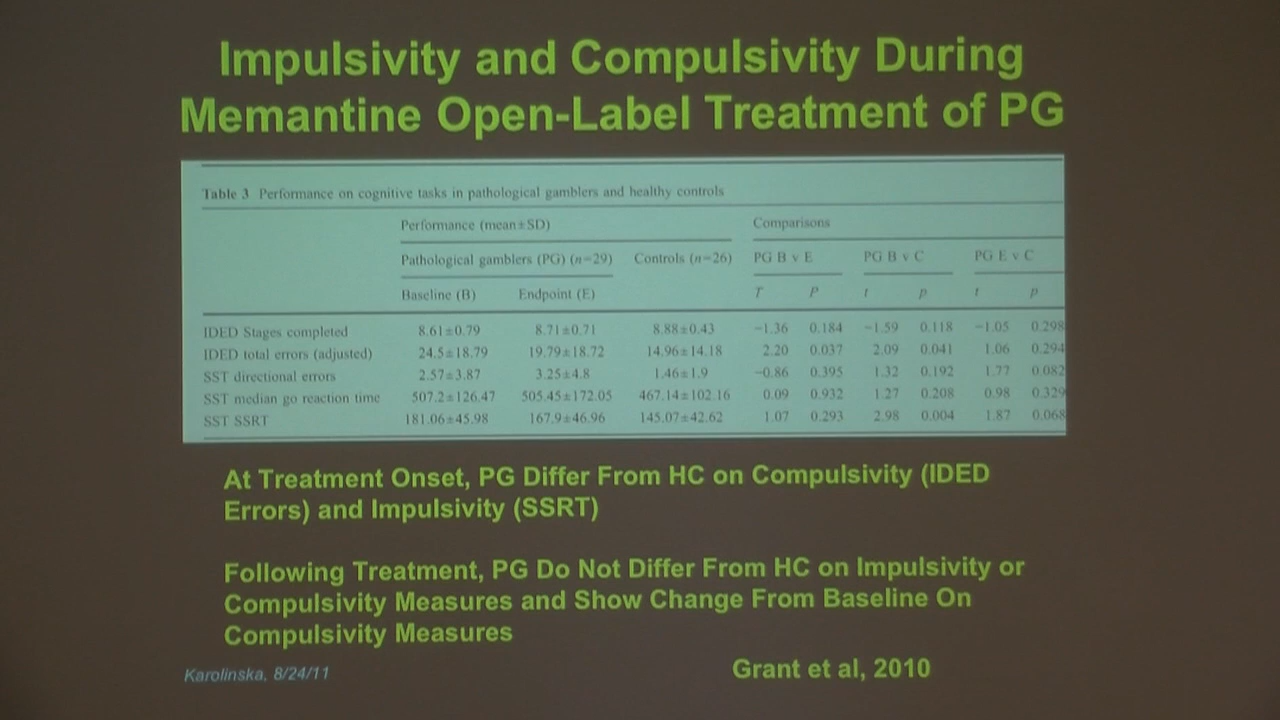 Impulsivity and Compulsivity During
Memantine Open-Label Treatment of PG
Table 3 Performance on cognitive tasks in pathological gamblers and healthy controls
Performance (mean±SD) Comparisons
Pathological gamblers (PG) (n=29) Controls (n=26) PG B v E PG B v C PG E v C
Baseline (B) Endpoint (E) T P t p t p
IDED Stages completed 8.61±0.79 8.71±0.71 8.88±0.43 −1.36 0.184 −1.59 0.118 −1.05 0.298
IDED total errors (adjusted) 24.5±18.79 19.79±18.72 14.96±14.18 2.20 0.037 2.09 0.041 1.06 0.294
SST directional errors 2.57±3.87 3.25±4.8 1.46±1.9 −0.86 0.395 1.32 0.192 1.77 0.082
SST median go reaction time 507.2±126.47 505.45±172.05 467.14±102.16 0.09 0.932 1.27 0.208 0.98 0.329
SST SSRT 181.06±45.98 167.9±46.96 145.07±42.62 1.07 0.293 2.98 0.004 1.87 0.068
At Treatment Onset, PG Differ From HC on Compulsivity (IDED
Errors) and Impulsivity (SSRT)
Following Treatment, PG Do Not Differ From HC on Impulsivity or
Compulsivity Measures and Show Change From Baseline On
Compulsivity Measures
Karolinska, 8/24/11
Grant et al, 2010